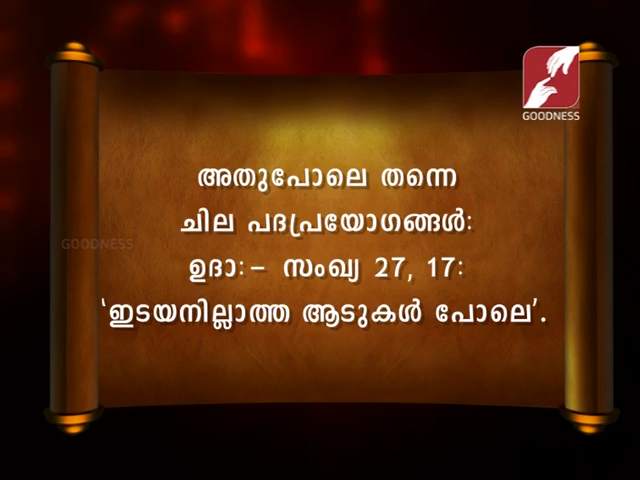 GOODNESS
അതുപോലെ തന്നെ
ചില പദപ്രയോഗങ്ങൾ:
GOODNESS
ഉദാ:– സംഖ്യ 27, 17:
‘ഇടയനില്ലാത്ത ആടുകൾ പോലെ’.